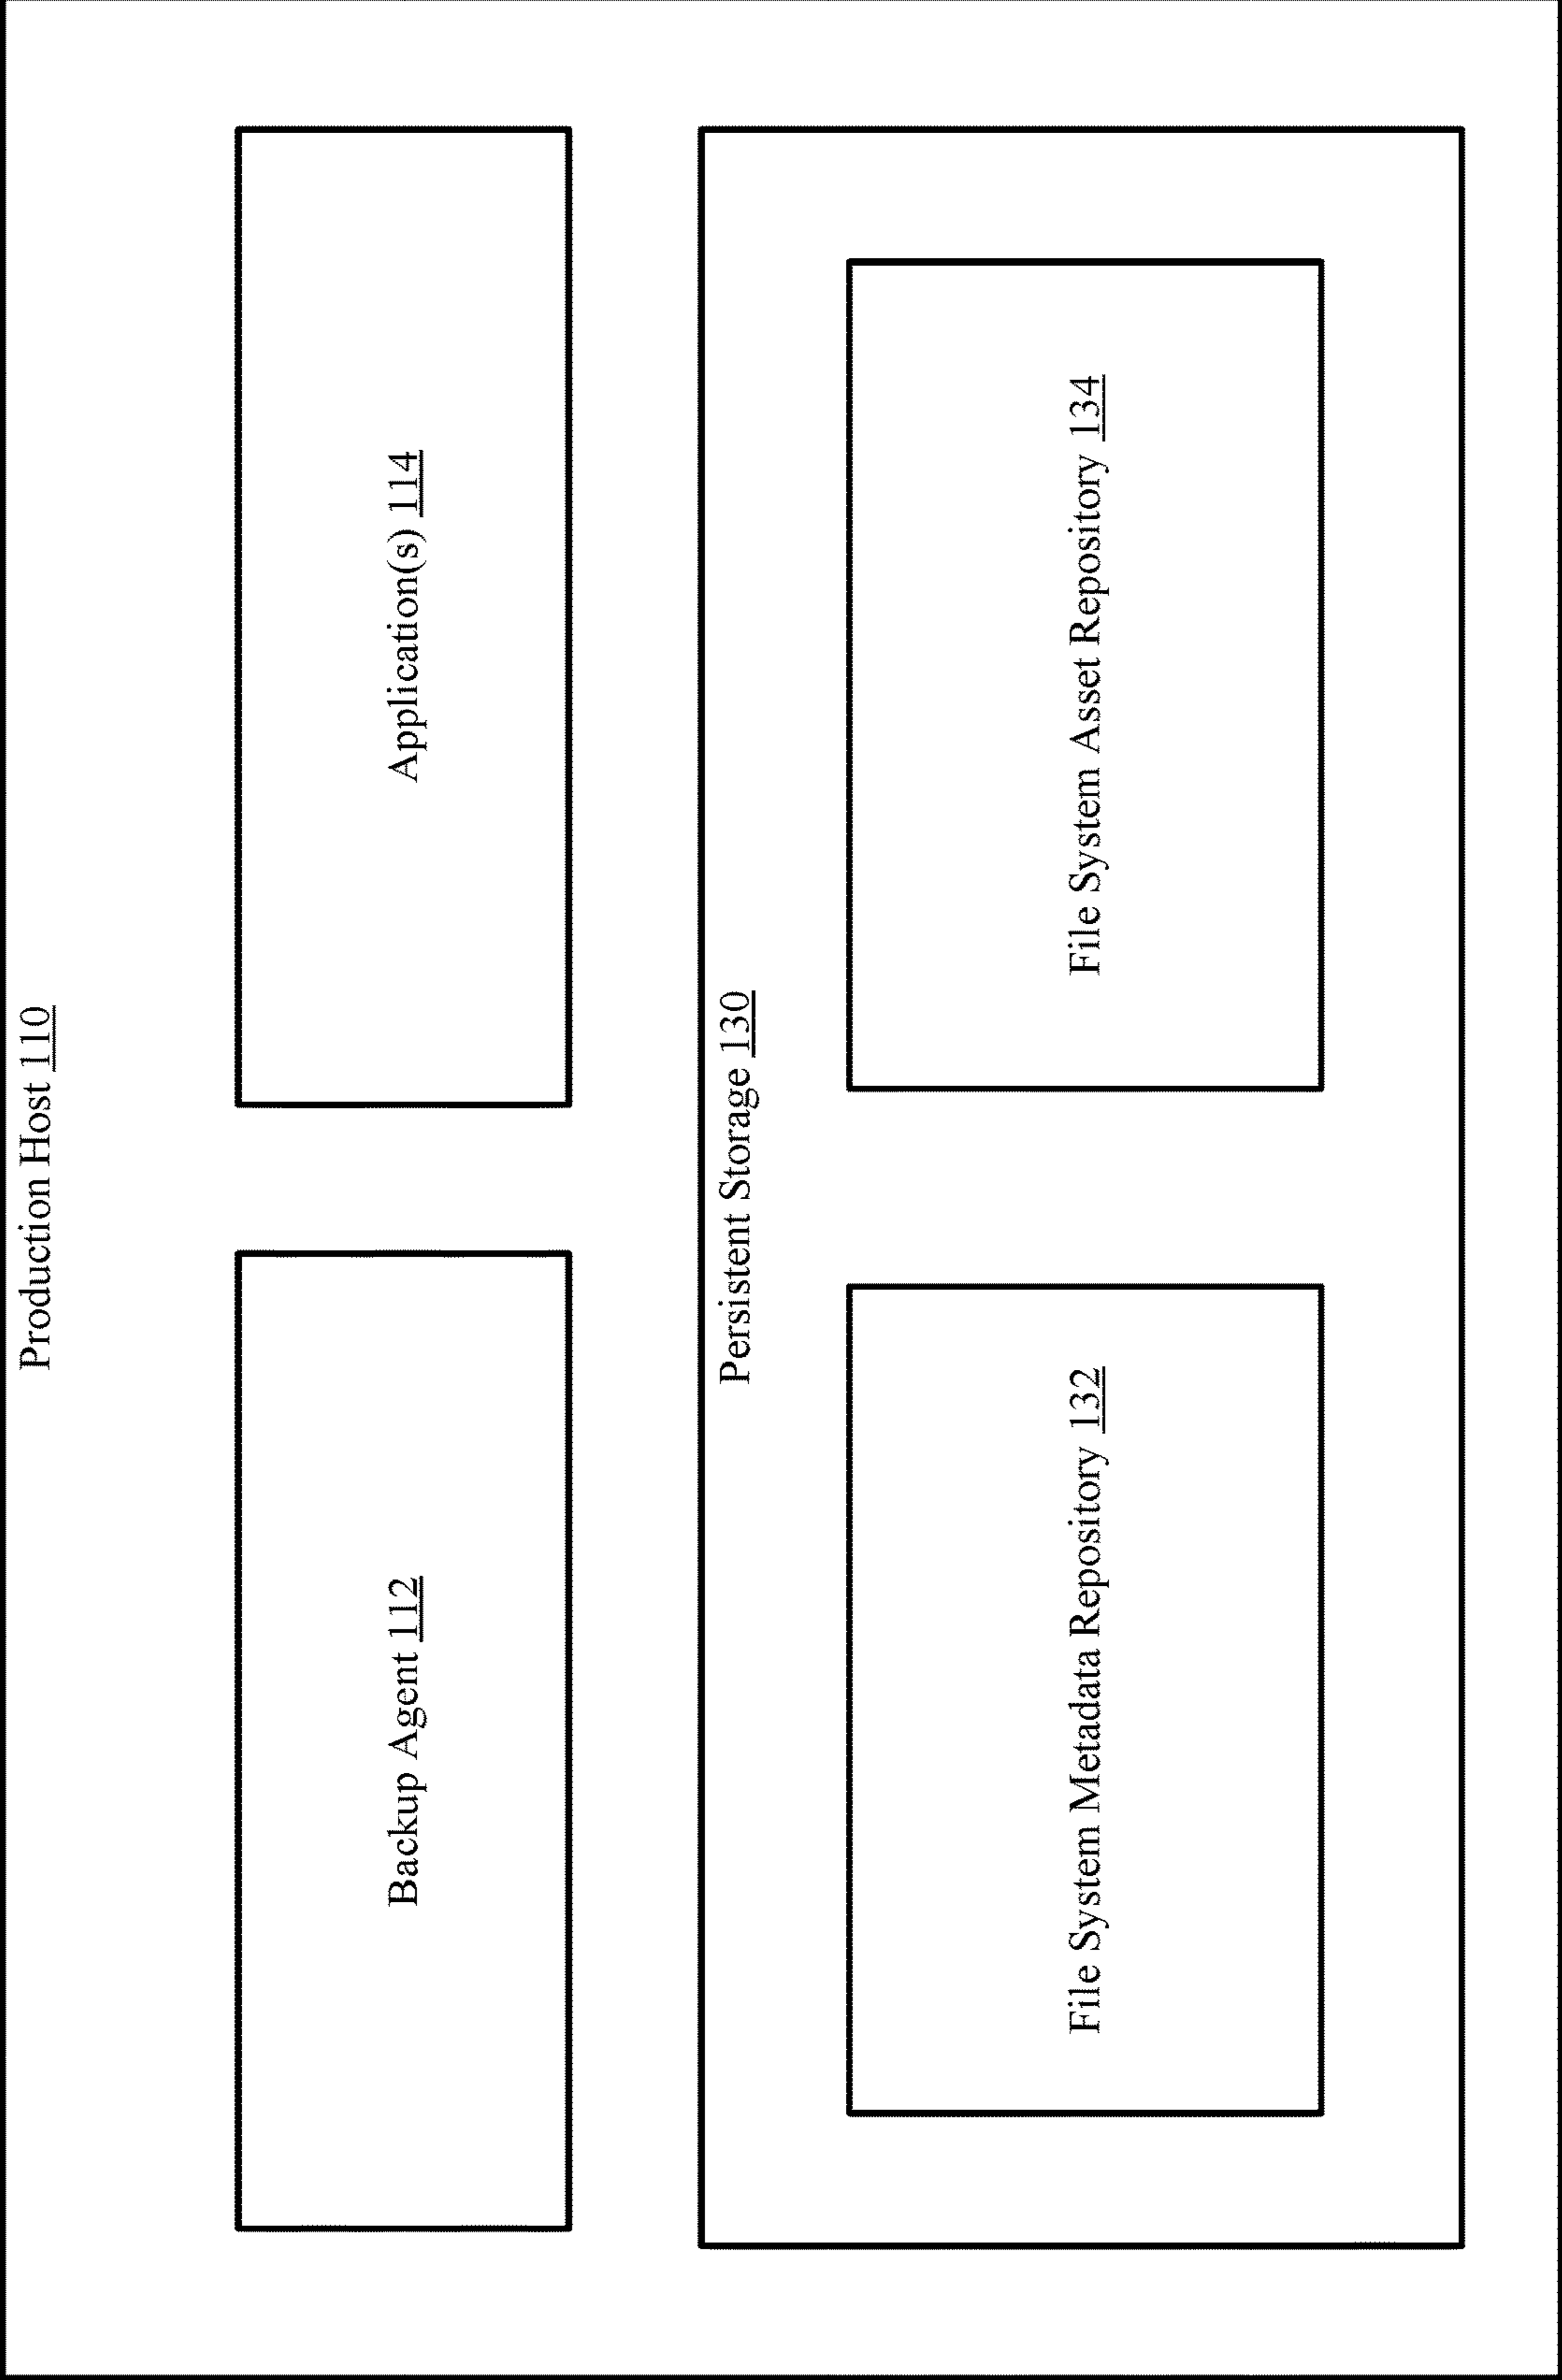 Production Host 110
Backup Agent 112
Application(s) 114
Persistent Storage 130
File System Metadata Repository 132
File System Asset Repository 134